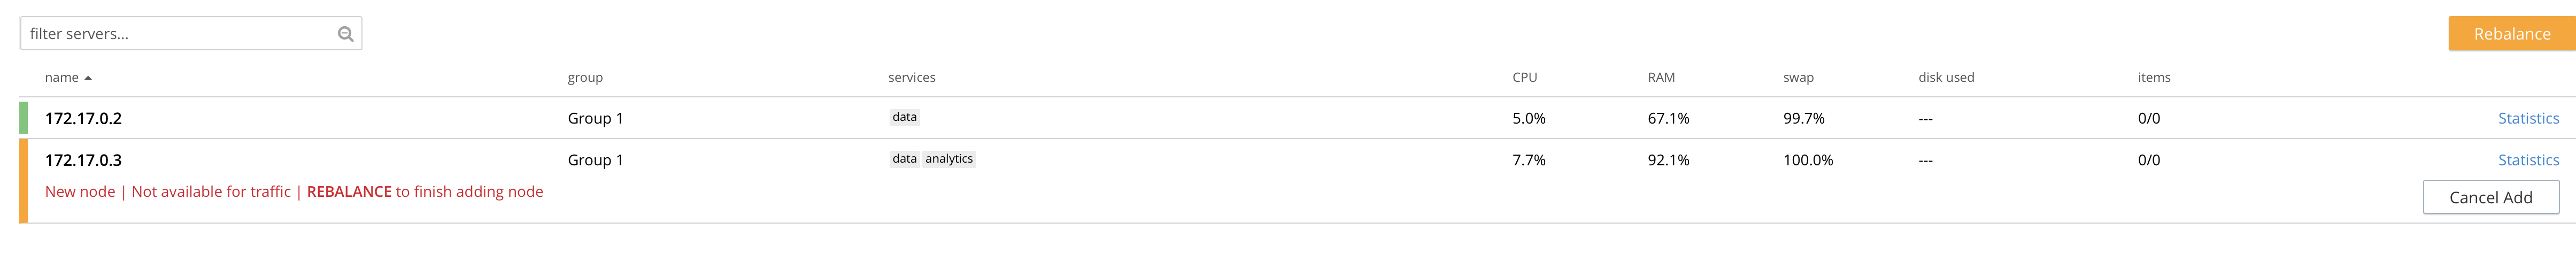 filter servers...
Rebalance
name group services CPU RAM swap disk used items
172.17.0.2 Group 1 data 5.0% 67.1% 99.7% --- 0/0 Statistics
172.17.0.3 Group 1 data analytics 7.7% 92.1% 100.0% --- 0/0 Statistics
New node | Not available for traffic | REBALANCE to finish adding node
Cancel Add